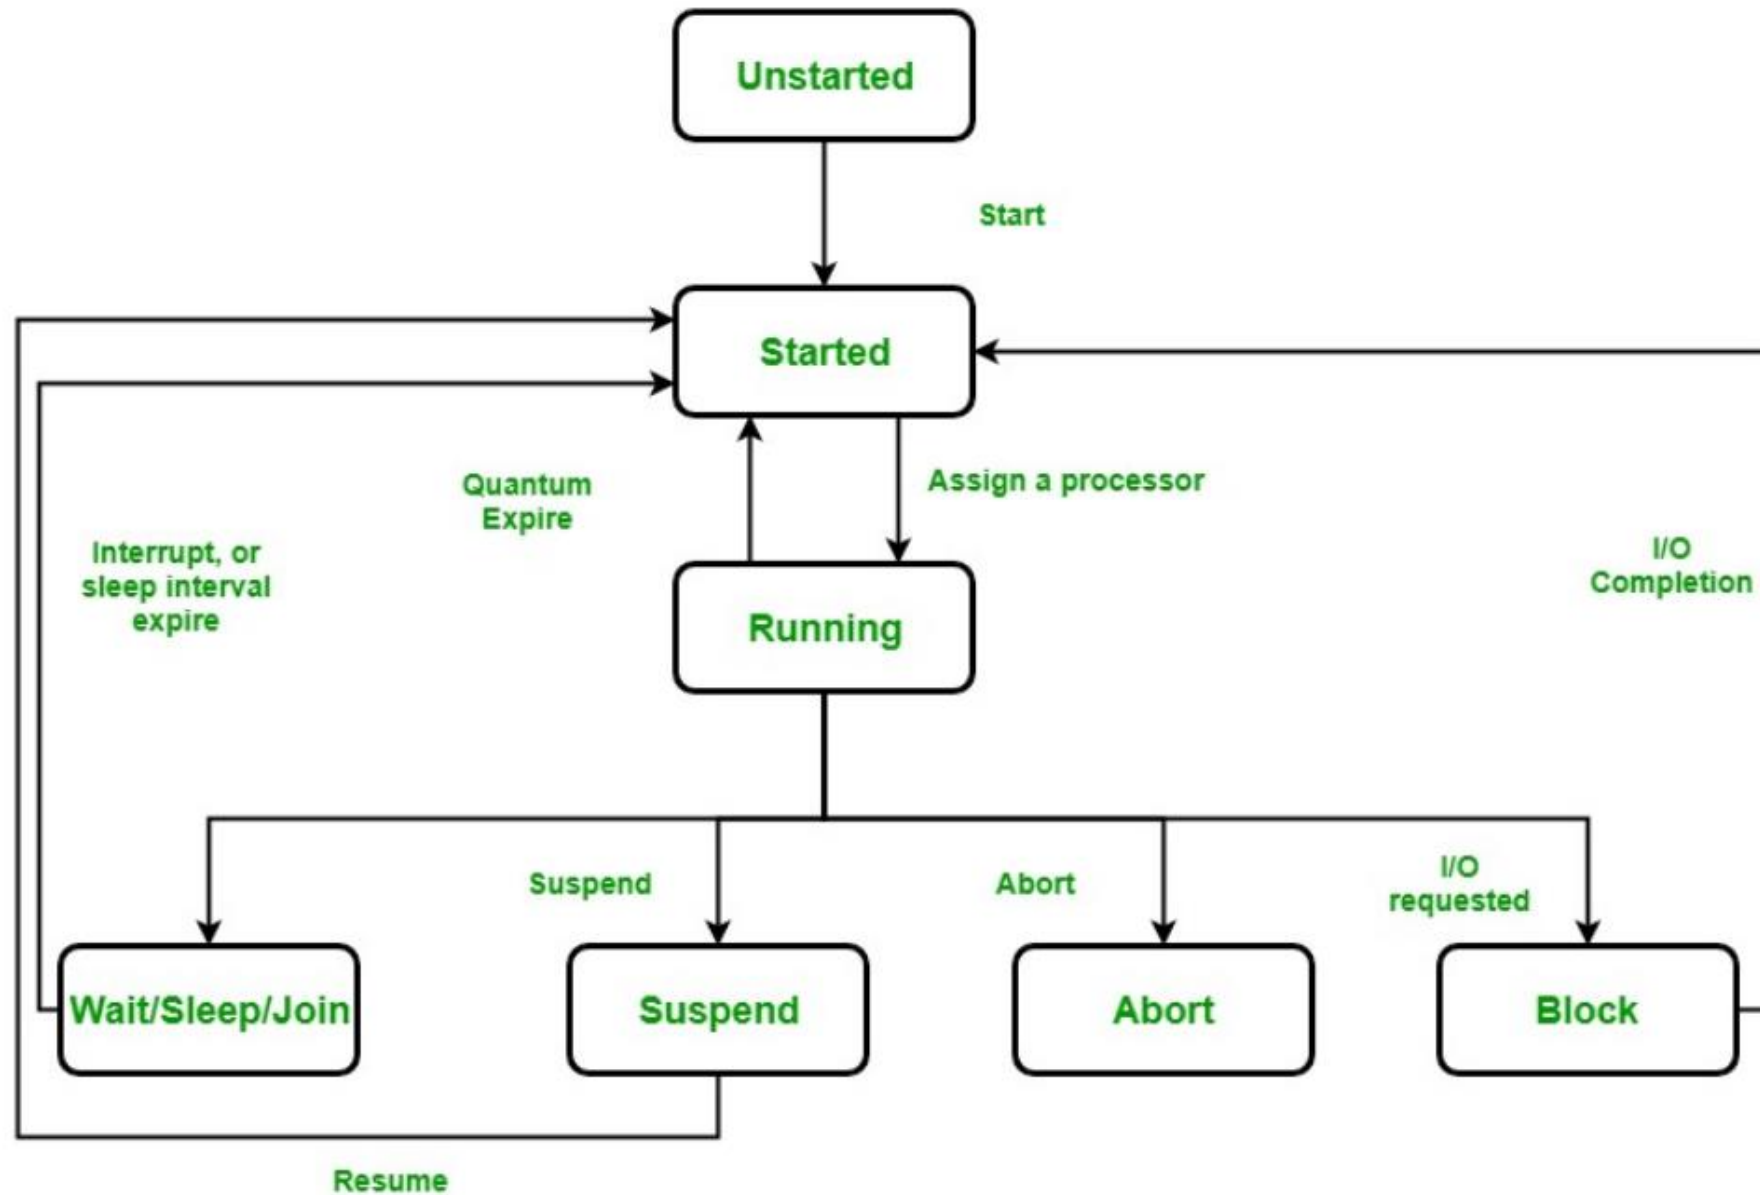 Unstarted
Start
Started
Quantum
Expire
Assign a processor
Interrupt, or
sleep interval
expire
I/O
Completion
Running
Suspend
Abort
I/O
requested
Wait/Sleep/Join
Suspend
Abort
Block
Resume